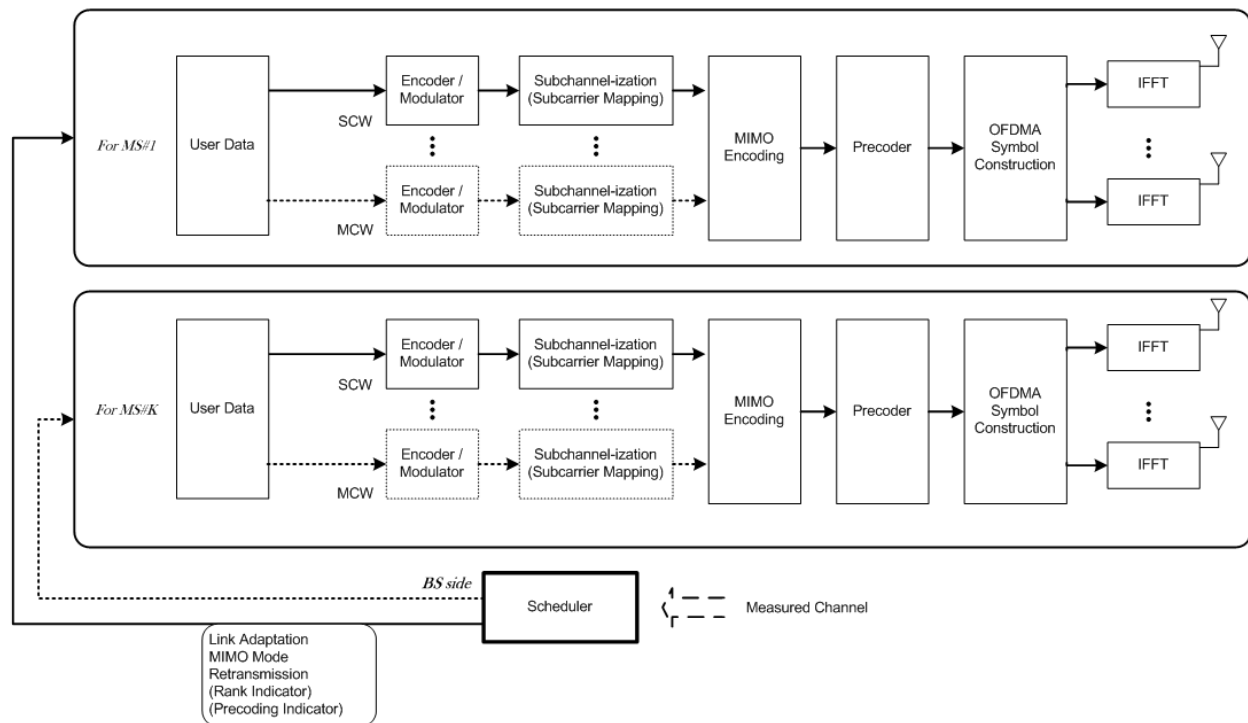 For MS#1
User Data
SCW
MCW
Encoder /
Modulator
Encoder /
Modulator
Subchannel-ization
(Subcarrier Mapping)
Subchannel-ization
(Subcarrier Mapping)
MIMO
Encoding
Precoder
OFDMA
Symbol
Construction
IFFT
IFFT
For MS#K
User Data
SCW
MCW
Encoder /
Modulator
Encoder /
Modulator
Subchannel-ization
(Subcarrier Mapping)
Subchannel-ization
(Subcarrier Mapping)
MIMO
Encoding
Precoder
OFDMA
Symbol
Construction
IFFT
IFFT
BS side
Scheduler
Measured Channel
Link Adaptation
MIMO Mode
Retransmission
(Rank Indicator)
(Precoding Indicator)